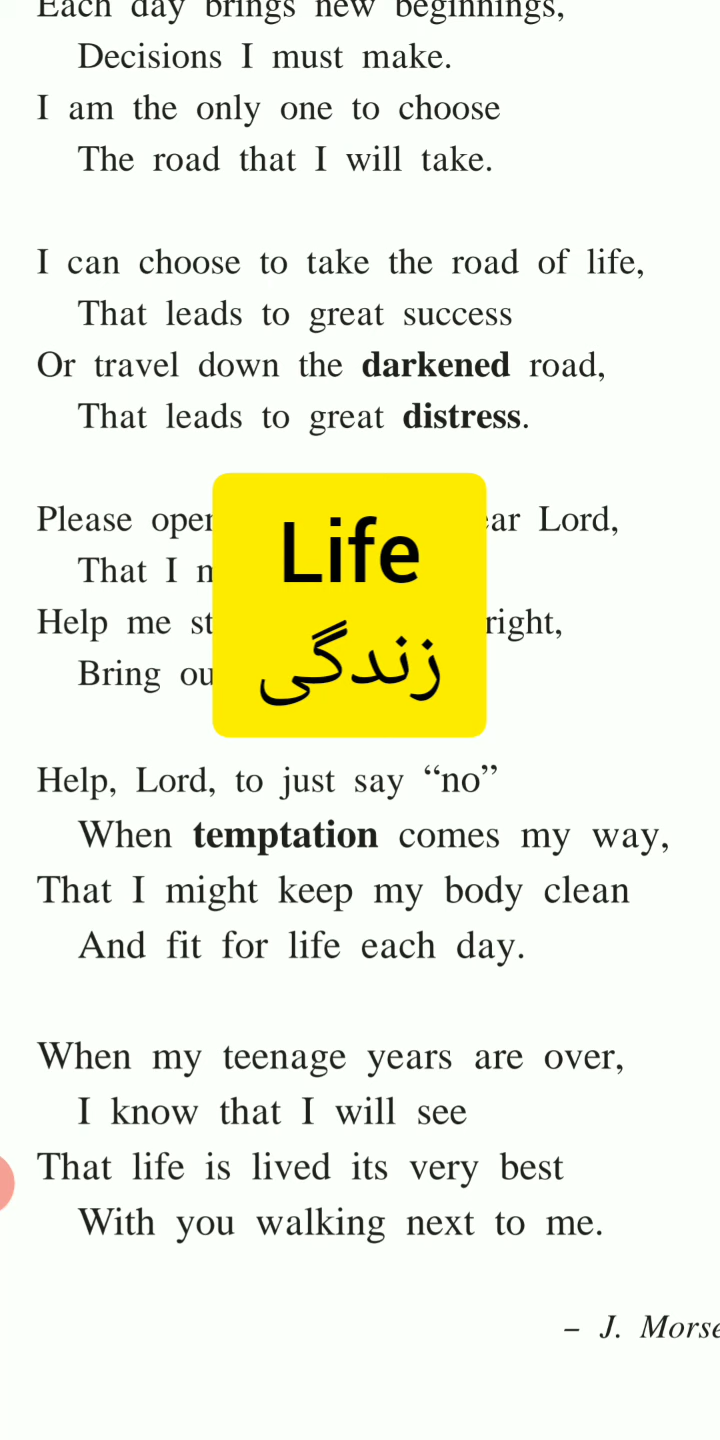 Each day brings new beginnings,
Decisions I must make.
I am the only one to choose
The road that I will take.
I can choose to take the road of life,
That leads to great success
Or travel down the darkened road,
That leads to great distress.
Please Lord,
That I
Help me right,
Bring
Life
زندگی
Help, Lord, to just say “no”
When temptation comes my way,
That I might keep my body clean
And fit for life each day.
When my teenage years are over,
I know that I will see
That life is lived its very best
With you walking next to me.
– J. Morse